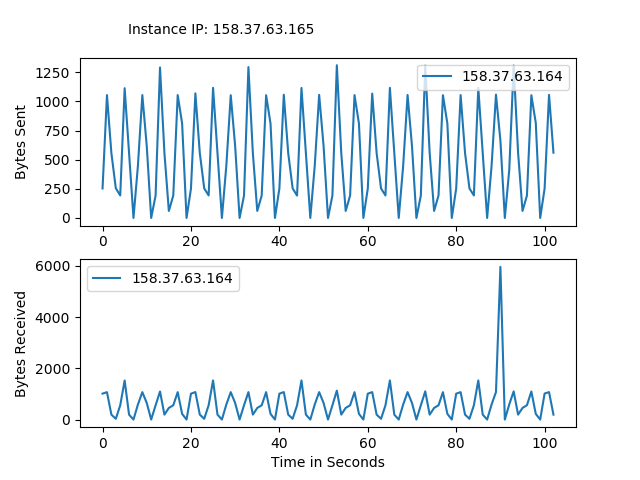 Instance IP: 158.37.63.165
158.37.63.164
Bytes Sent
1250
1000
750
500
250
0
0 20 40 60 80 100
158.37.63.164
Bytes Received
6000
4000
2000
0
0 20 40 60 80 100
Time in Seconds